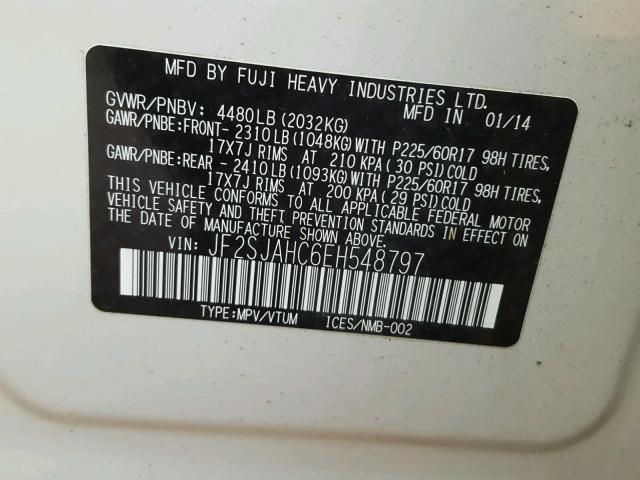 MFD BY FUJI HEAVY INDUSTRIES LTD.
GVWR/PNBV: 4480LB(2032KG) MFD IN 01/14
GAWR/PNBE:FRONT- 2310LB(1048KG)WITH P225/60R17 98H TIRES,
17X7J RIMS AT 210 KPA(30 PSI)COLD
GAWR/PNBE:REAR - 2410LB(1093KG)WITH P225/60R17 98H TIRES,
17X7J RIMS AT 200 KPA(29 PSI)COLD
THIS VEHICLE CONFORMS TO ALL APPLICABLE FEDERAL MOTOR
VEHICLE SAFETY AND THEFT PREVENTION STANDARDS IN EFFECT ON
THE DATE OF MANUFACTURE SHOWN ABOVE.
VIN: JF2SJAHC6EH548797
TYPE:MPV/VTUM ICES/NMB-002